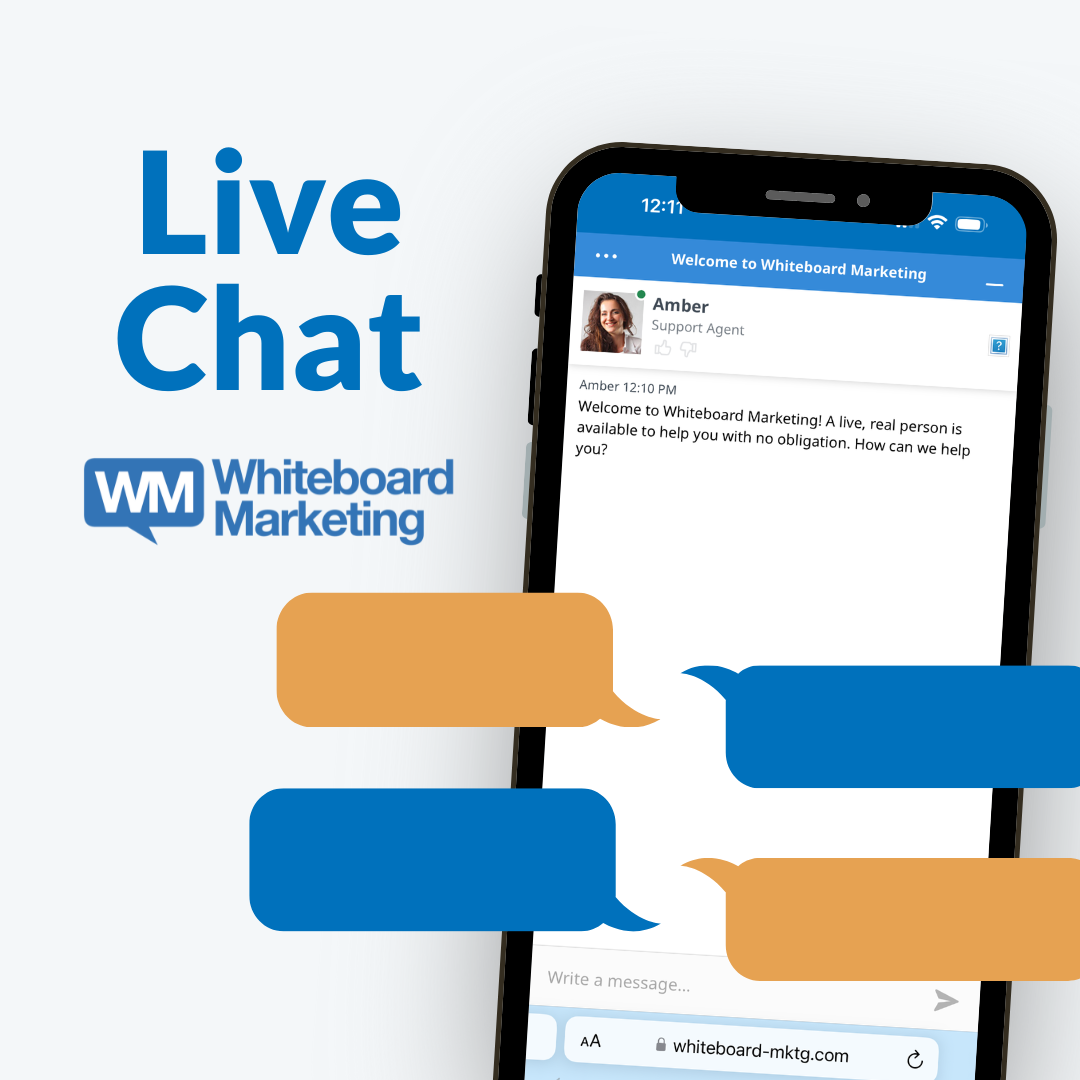 Live
Chat
WM
Whiteboard
Marketing
12:11
Welcome to Whiteboard Marketing
Amber
Support Agent
?
Amber 12:10 PM
Welcome to Whiteboard Marketing! A live, real person is
available to help you with no obligation. How can we help
you?
Write a message...
AA
whiteboard-mktg.com